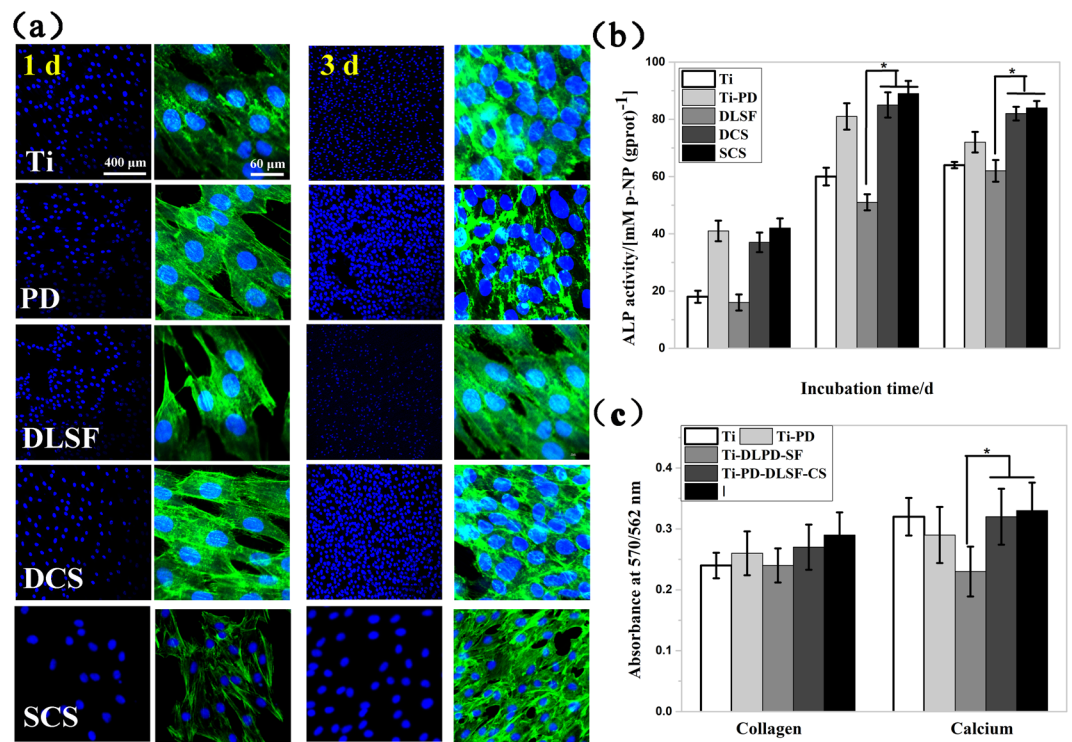 (a)
1 d
3 d
Ti
400 μm
60 μm
PD
DLSF
DCS
SCS
(b)
ALP activity/[mM p-NP (gprot)⁻¹]
100
80
60
40
20
0
Ti
Ti-PD
DLSF
DCS
SCS
*
*
Incubation time/d
(c)
Absorbance at 570/562 nm
0.4
0.3
0.2
0.1
0.0
Ti Ti-PD
Ti-DLPD-SF
Ti-PD-DLSF-CS
l
*
Collagen Calcium